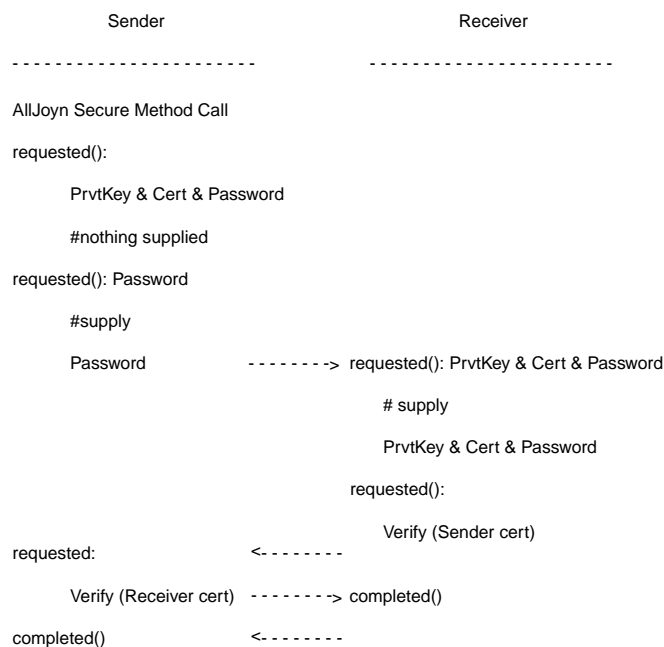 Sender Receiver
- - - - - - - - - - - - - - - - - - - - - - - - - - - - - - - - - - - - - - - - - - - - - -
AllJoyn Secure Method Call
requested():
PrvtKey & Cert & Password
#nothing supplied
requested(): Password
#supply
Password - - - - - - - -> requested(): PrvtKey & Cert & Password
# supply
PrvtKey & Cert & Password
requested():
Verify (Sender cert)
requested: <- - - - - - - -
Verify (Receiver cert) - - - - - - - -> completed()
completed() <- - - - - - - -